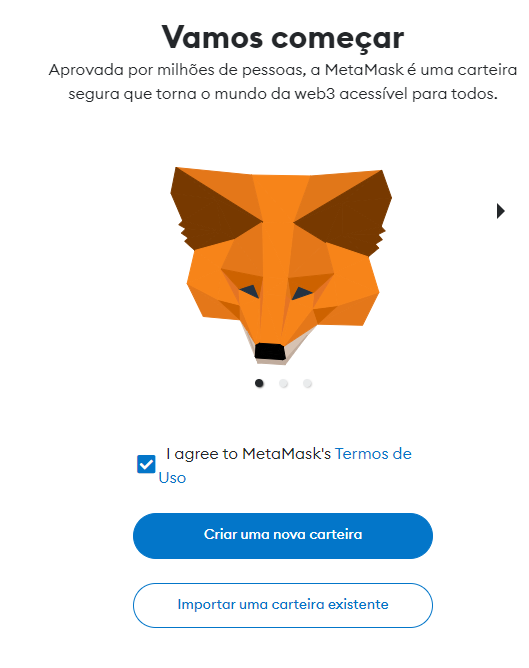 Vamos começar
Aprovada por milhões de pessoas, a MetaMask é uma carteira
segura que torna o mundo da web3 acessível para todos.
I agree to MetaMask's Termos de
Uso
Criar uma nova carteira
Importar uma carteira existente